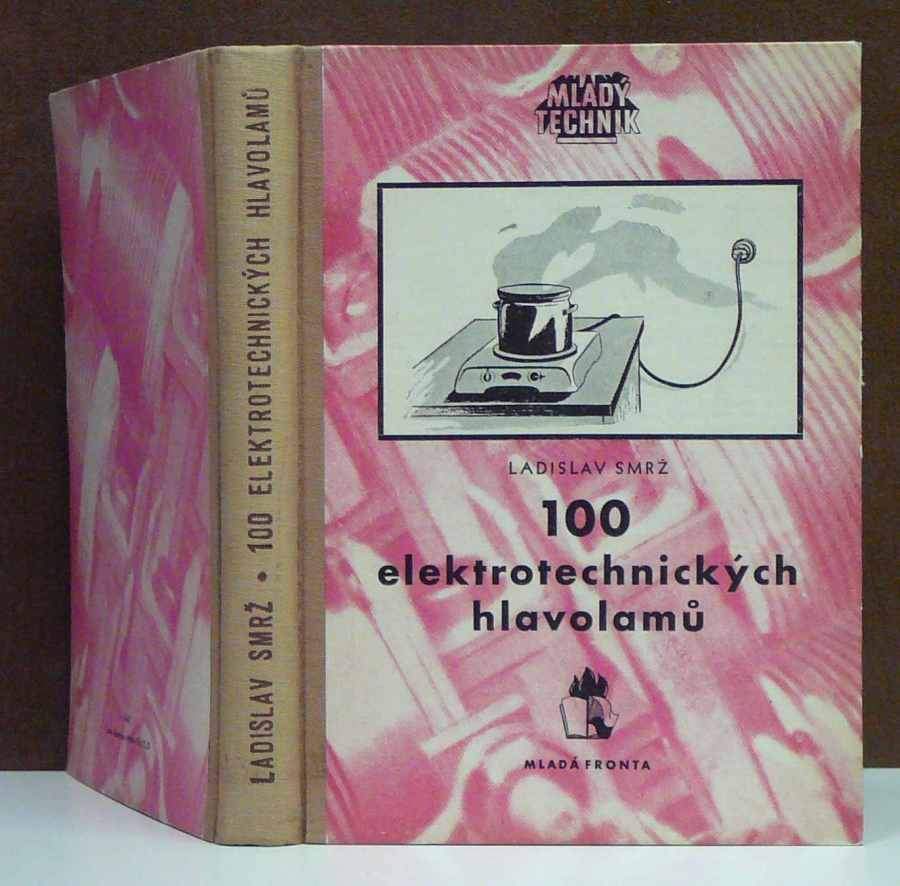 LADISLAV SMRŽ • 100 ELEKTROTECHNICKÝCH HLAVOLAMŮ
MLADÝ
TECHNIK
LADISLAV SMRŽ
100
elektrotechnických
hlavolamů
MLADÁ FRONTA